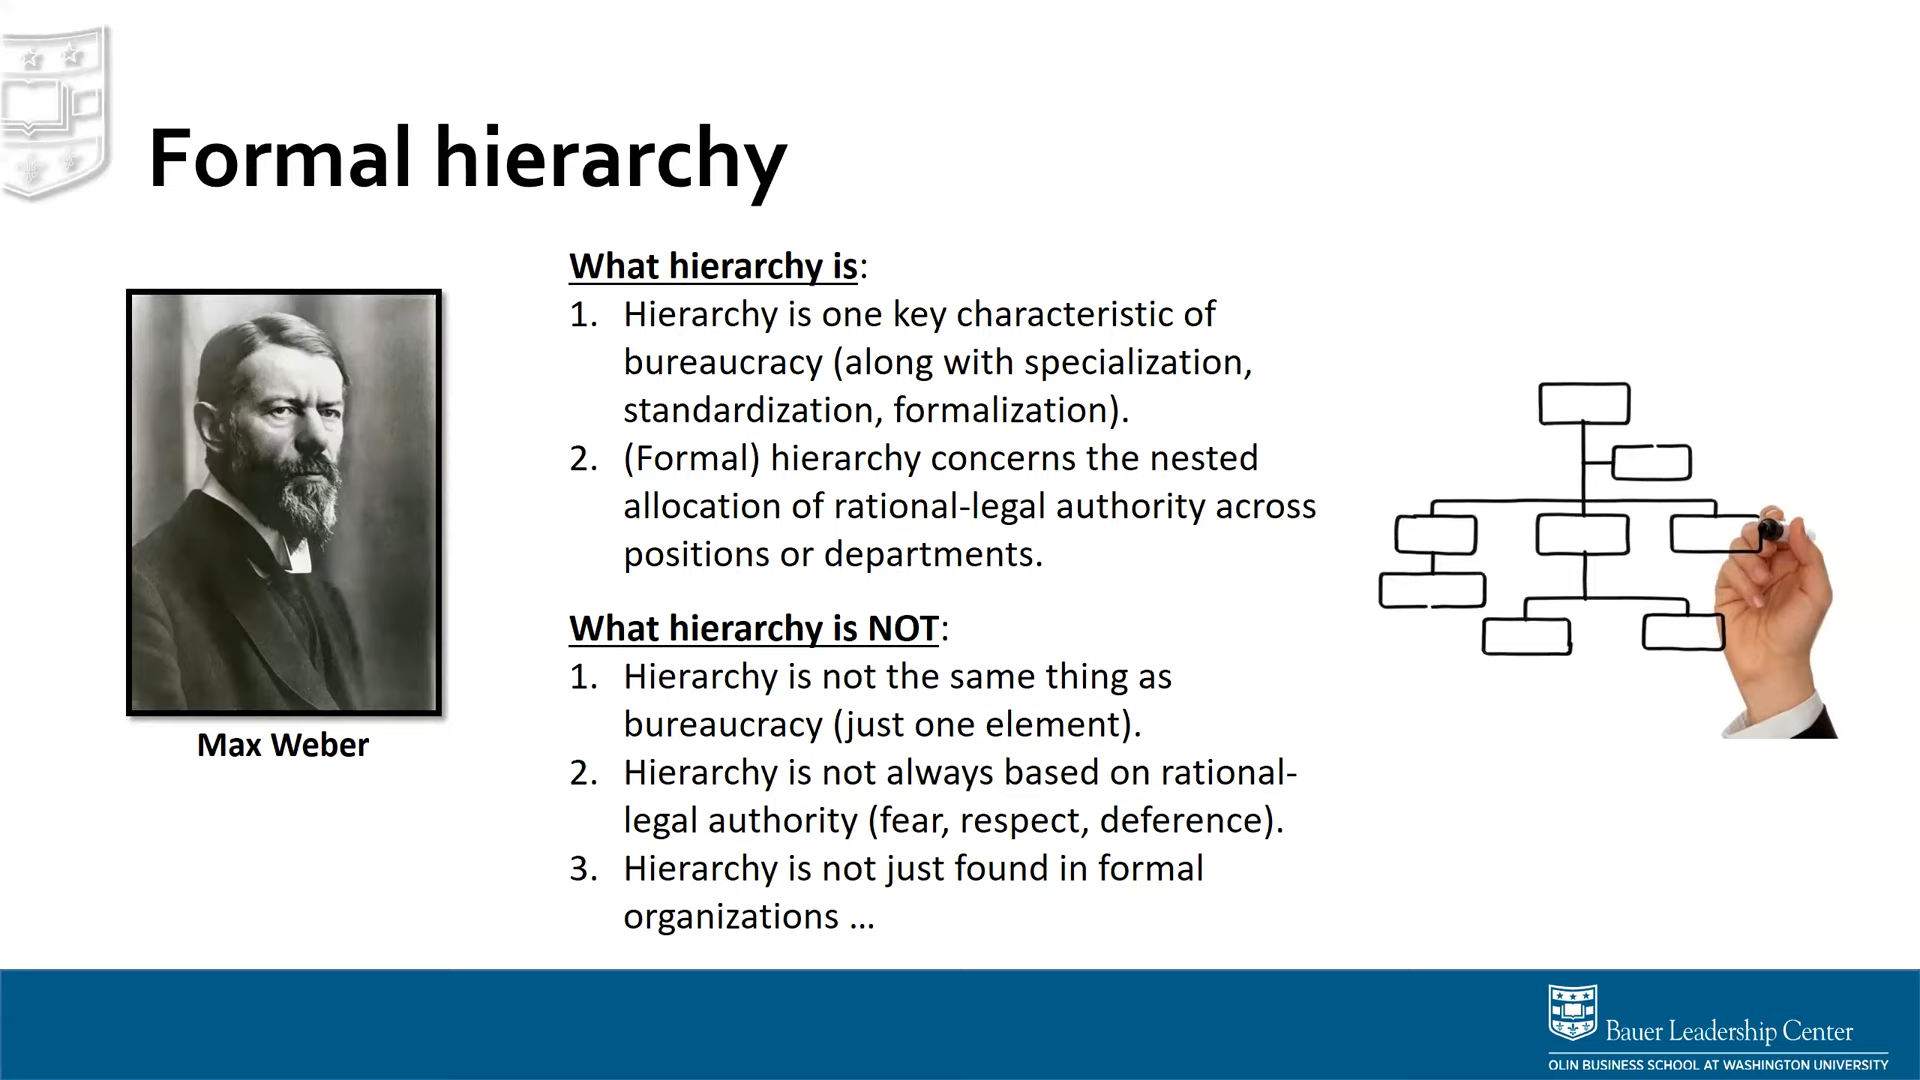 Formal hierarchy
What hierarchy is:
1. Hierarchy is one key characteristic of
bureaucracy (along with specialization,
standardization, formalization).
2. (Formal) hierarchy concerns the nested
allocation of rational-legal authority across
positions or departments.
What hierarchy is NOT:
1. Hierarchy is not the same thing as
bureaucracy (just one element).
2. Hierarchy is not always based on rational-
legal authority (fear, respect, deference).
3. Hierarchy is not just found in formal
organizations ...
Max Weber
Bauer Leadership Center
OLIN BUSINESS SCHOOL AT WASHINGTON UNIVERSITY